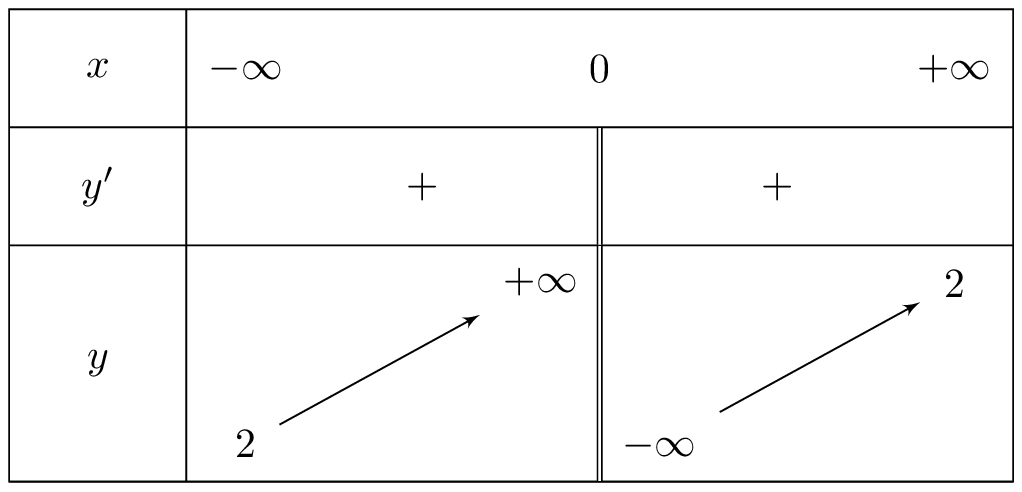 x −∞ 0 +∞
y′ + +
y 2 +∞ −∞ 2